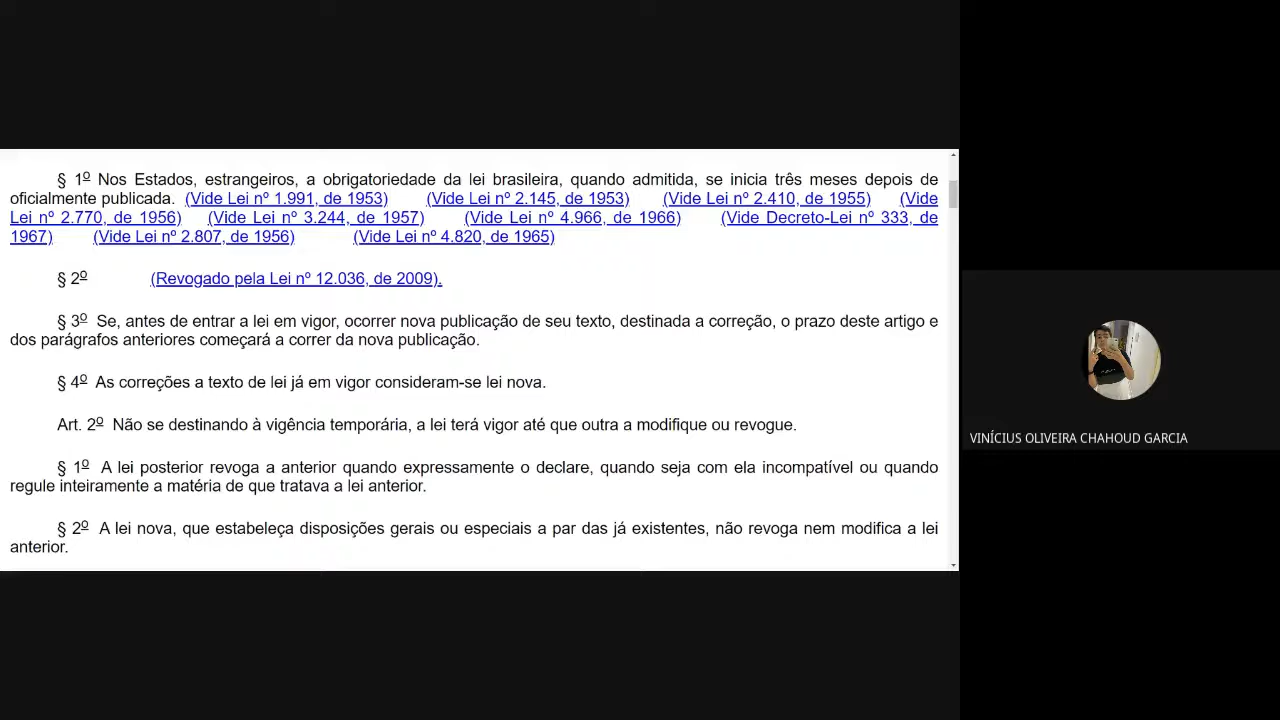 § 1º Nos Estados, estrangeiros, a obrigatoriedade da lei brasileira, quando admitida, se inicia três meses depois de
oficialmente publicada. (Vide Lei nº 1.991, de 1953) (Vide Lei nº 2.145, de 1953) (Vide Lei nº 2.410, de 1955) (Vide
Lei nº 2.770, de 1956) (Vide Lei nº 3.244, de 1957) (Vide Lei nº 4.966, de 1966) (Vide Decreto-Lei nº 333, de
1967) (Vide Lei nº 2.807, de 1956) (Vide Lei nº 4.820, de 1965)
§ 2º (Revogado pela Lei nº 12.036, de 2009).
§ 3º Se, antes de entrar a lei em vigor, ocorrer nova publicação de seu texto, destinada a correção, o prazo deste artigo e
dos parágrafos anteriores começará a correr da nova publicação.
§ 4º As correções a texto de lei já em vigor consideram-se lei nova.
Art. 2º Não se destinando à vigência temporária, a lei terá vigor até que outra a modifique ou revogue.
§ 1º A lei posterior revoga a anterior quando expressamente o declare, quando seja com ela incompatível ou quando
regule inteiramente a matéria de que tratava a lei anterior.
§ 2º A lei nova, que estabeleça disposições gerais ou especiais a par das já existentes, não revoga nem modifica a lei
anterior.
VINÍCIUS OLIVEIRA CHAHOUD GARCIA